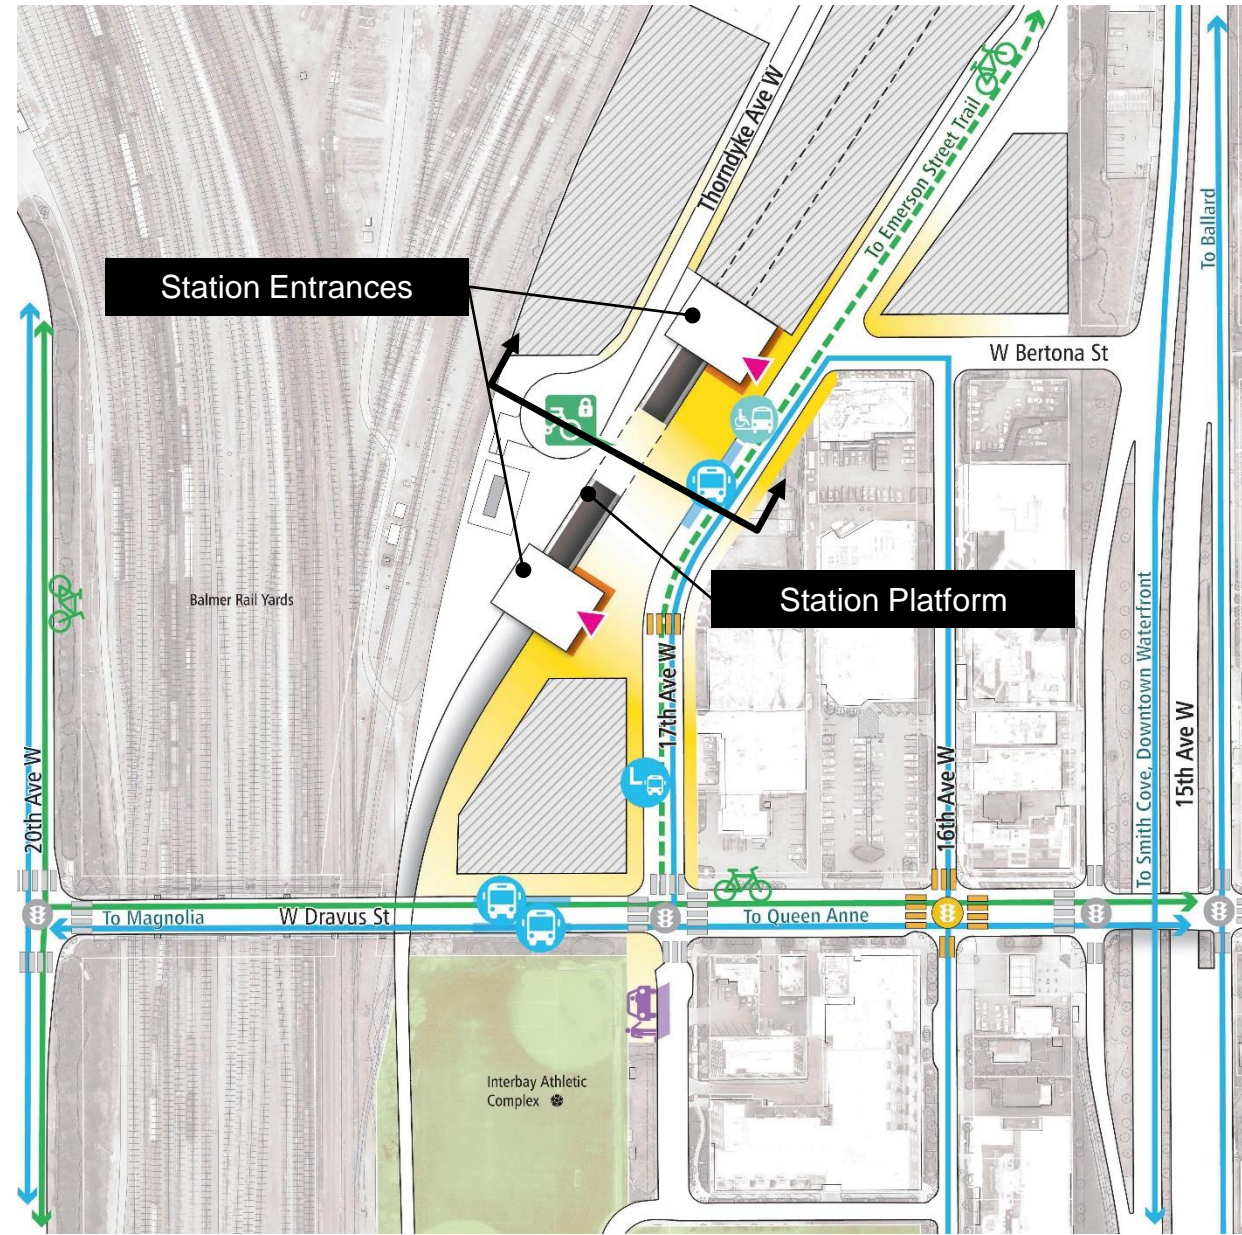 Thorndyke Ave W
To Emerson Street Trail
To Ballard
Station Entrances
W Bertona St
Station Platform
Balmer Rail Yards
17th Ave W
20th Ave W
16th Ave W
To Smith Cove, Downtown Waterfront
15th Ave W
To Magnolia
W Dravus St
To Queen Anne
L
Interbay Athletic
Complex